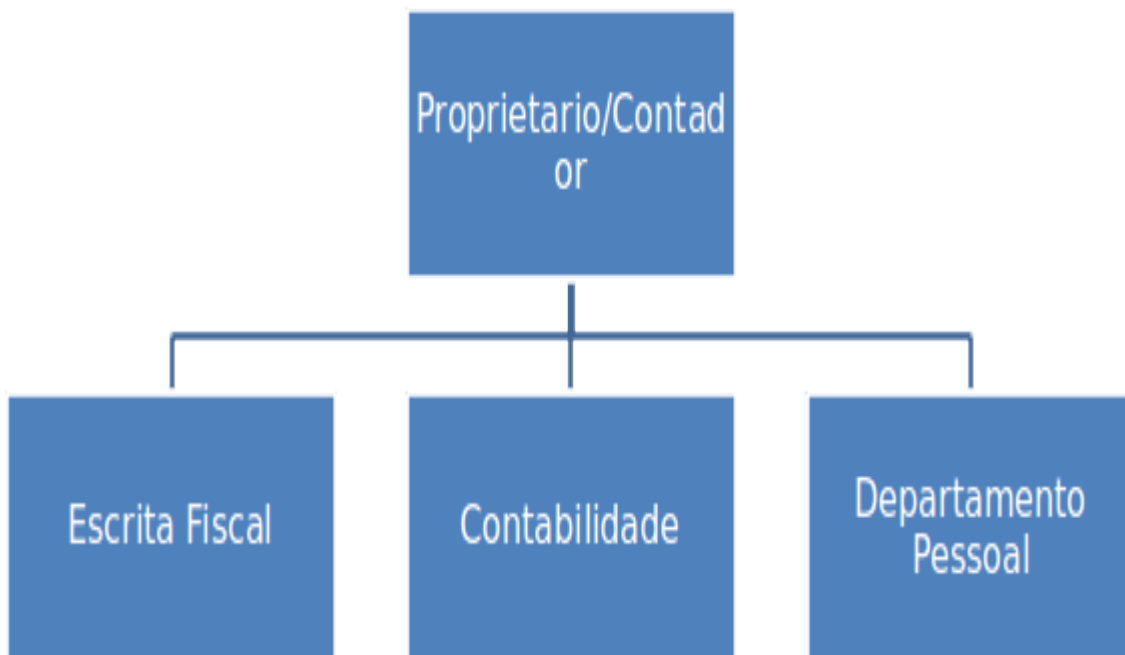 Proprietario/Contad
or
Escrita Fiscal
Contabilidade
Departamento
Pessoal